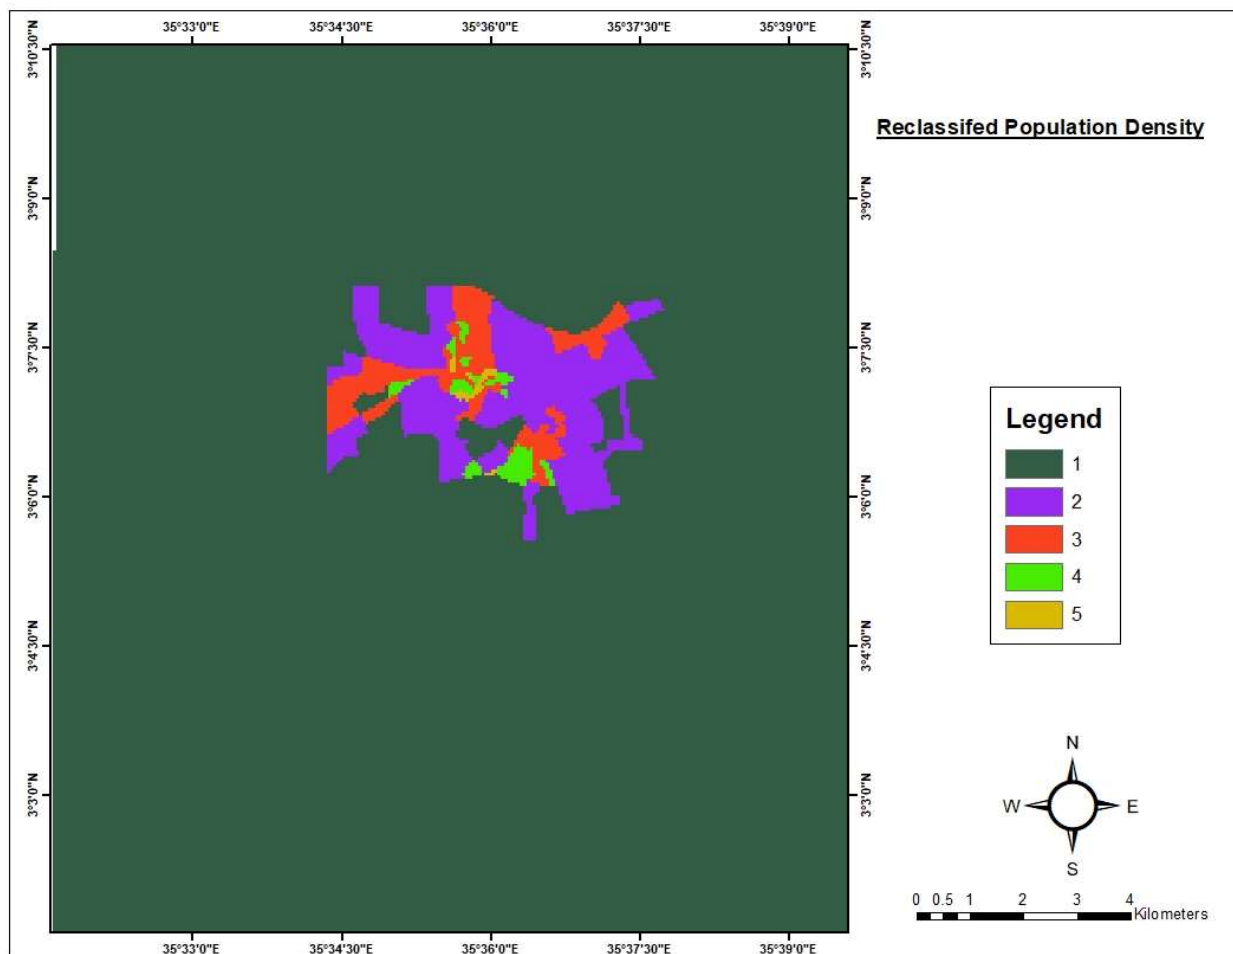 35°33'0"E 35°34'30"E 35°36'0"E 35°37'30"E 35°39'0"E
3°10'30"N 3°10'30"N
Reclassifed Population Density
3°9'0"N 3°9'0"N
3°7'30"N 3°7'30"N
Legend
1
2
3
4
5
3°6'0"N 3°6'0"N
3°4'30"N 3°4'30"N
3°3'0"N 3°3'0"N
N
W E
S
0 0.5 1 2 3 4
Kilometers
35°33'0"E 35°34'30"E 35°36'0"E 35°37'30"E 35°39'0"E